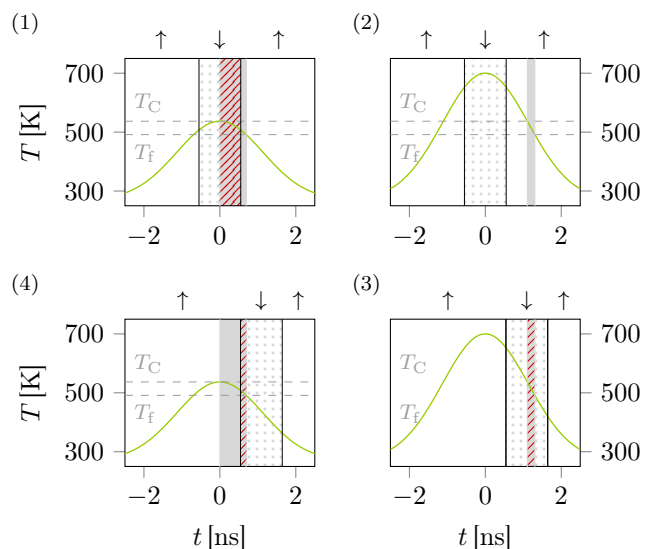 (1)
(2)
↑ ↓ ↑
↑ ↓ ↑
T [K]
700
500
300
T_C
T_f
−2 0 2
T_C
T_f
700
500
300
−2 0 2
(4)
(3)
↑ ↓ ↑
↑ ↓ ↑
T [K]
700
500
300
T_C
T_f
−2 0 2
t [ns]
T_C
T_f
700
500
300
−2 0 2
t [ns]